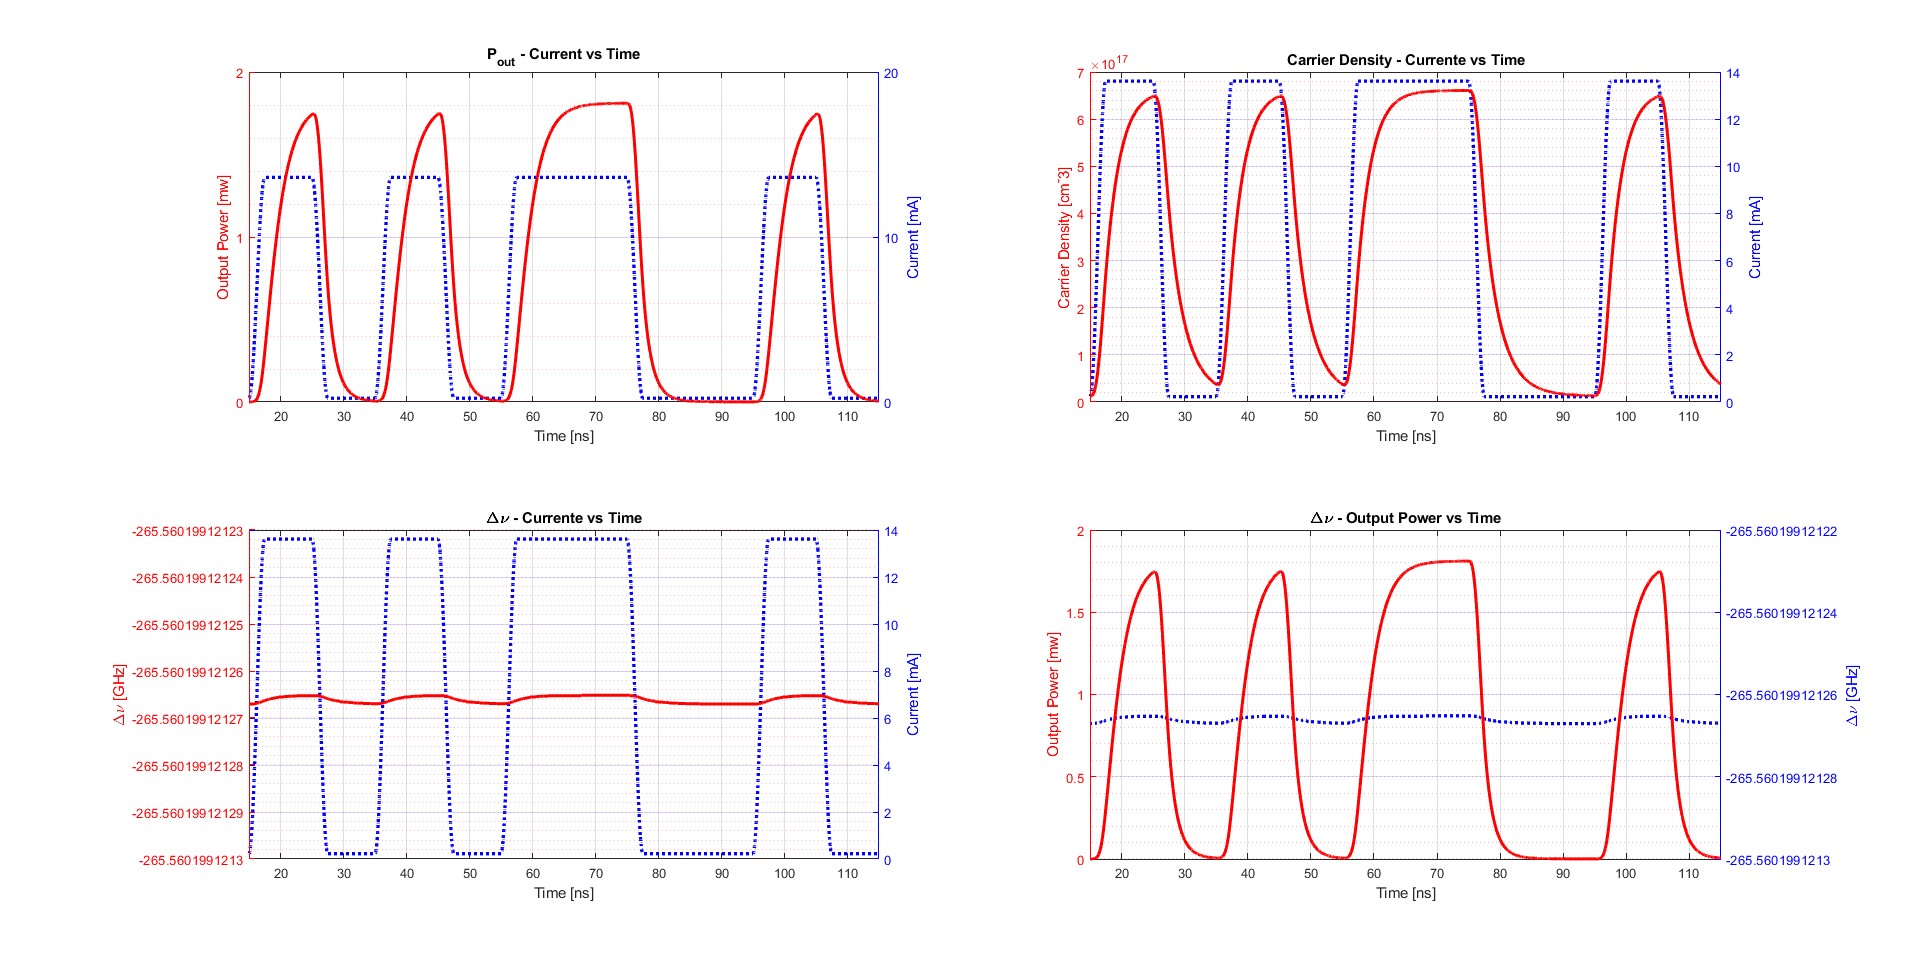 P_out - Current vs Time
2
1
0
Output Power [mw]
20
10
0
Current [mA]
20 30 40 50 60 70 80 90 100 110
Time [ns]
Carrier Density - Currente vs Time
×10^17
7
6
5
4
3
2
1
0
Carrier Density [cm^-3]
14
12
10
8
6
4
2
0
Current [mA]
20 30 40 50 60 70 80 90 100 110
Time [ns]
Δν - Currente vs Time
-265.56019912123
-265.56019912124
-265.56019912125
-265.56019912126
-265.56019912127
-265.56019912128
-265.56019912129
-265.5601991213
Δν [GHz]
14
12
10
8
6
4
2
0
Current [mA]
20 30 40 50 60 70 80 90 100 110
Time [ns]
Δν - Output Power vs Time
2
1.5
1
0.5
0
Output Power [mw]
-265.56019912122
-265.56019912124
-265.56019912126
-265.56019912128
-265.5601991213
Δν [GHz]
20 30 40 50 60 70 80 90 100 110
Time [ns]